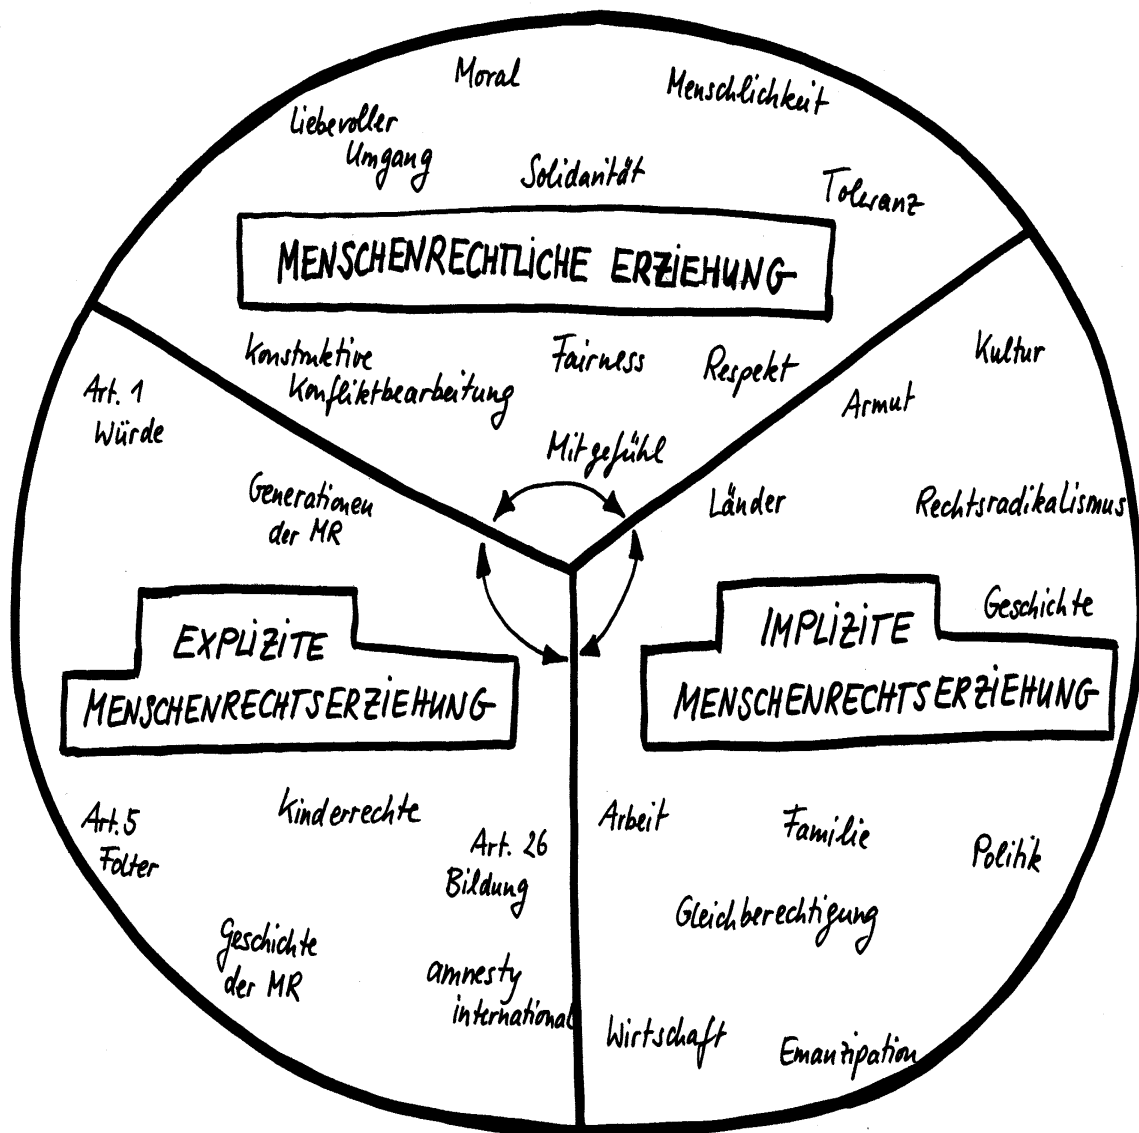 Moral
Menschlichkeit
Liebevoller
Umgang
Solidarität
Toleranz
MENSCHENRECHTLICHE ERZIEHUNG
Konstruktive
Konfliktbearbeitung
Fairness
Respekt
Mitgefühl
Art. 1
Würde
Generationen
der MR
EXPLIZITE
MENSCHENRECHTSERZIEHUNG
Art. 5
Folter
Kinderrechte
Art. 26
Bildung
Geschichte
der MR
amnesty
international
Kultur
Armut
Länder
Rechtsradikalismus
Geschichte
IMPLIZITE
MENSCHENRECHTSERZIEHUNG
Arbeit
Familie
Politik
Gleichberechtigung
Wirtschaft
Emanzipation